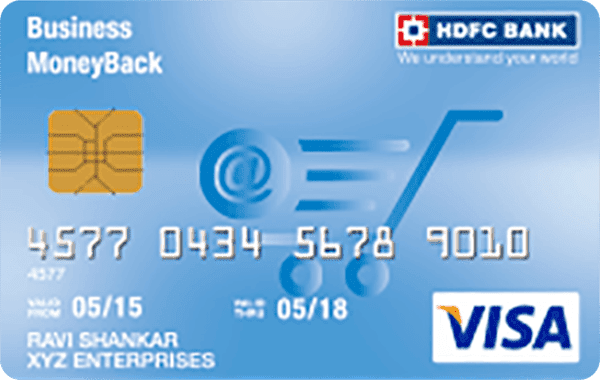 Business
MoneyBack
HDFC BANK
We understand your world
@
4577 0434 5678 9010
4577
VALID FROM 05/15 VALID THRU 05/18
RAVI SHANKAR
XYZ ENTERPRISES
VISA